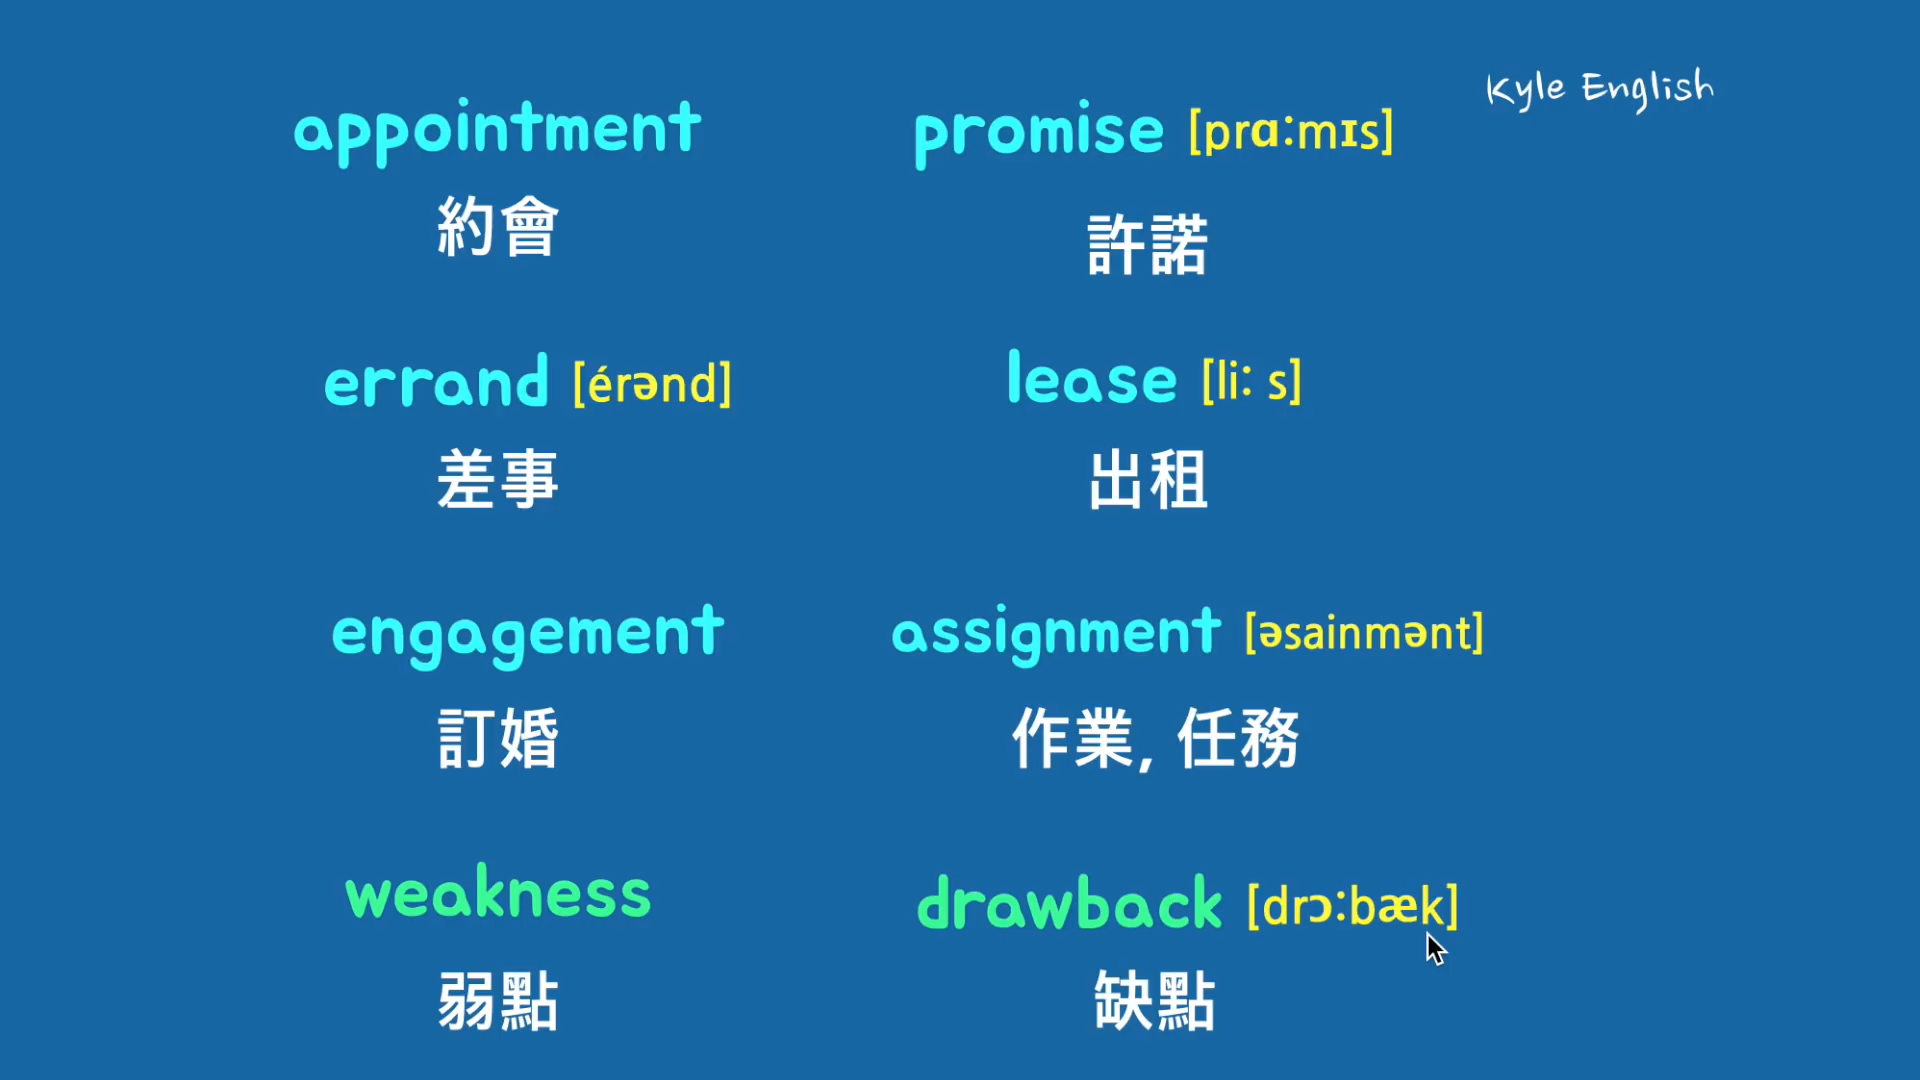 Kyle English
appointment
約會
promise [prɑ:mɪs]
許諾
errand [érənd]
差事
lease [li: s]
出租
engagement
訂婚
assignment [əsainmənt]
作業, 任務
weakness
弱點
drawback [drɔ:bæk]
缺點